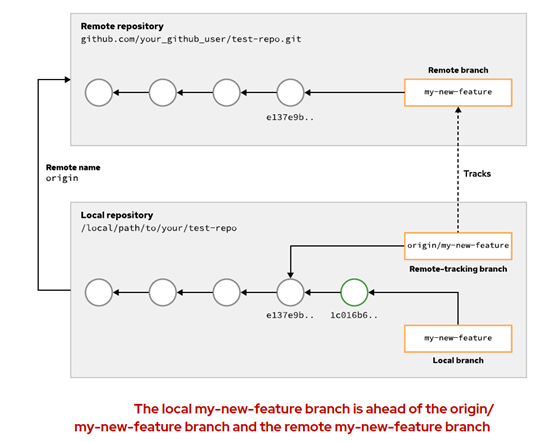 Remote repository
github.com/your_github_user/test-repo.git
Remote branch
my-new-feature
e137e9b..
Remote name
origin
Tracks
Local repository
/local/path/to/your/test-repo
origin/my-new-feature
Remote-tracking branch
e137e9b..
1c016b6..
my-new-feature
Local branch
The local my-new-feature branch is ahead of the origin/
my-new-feature branch and the remote my-new-feature branch